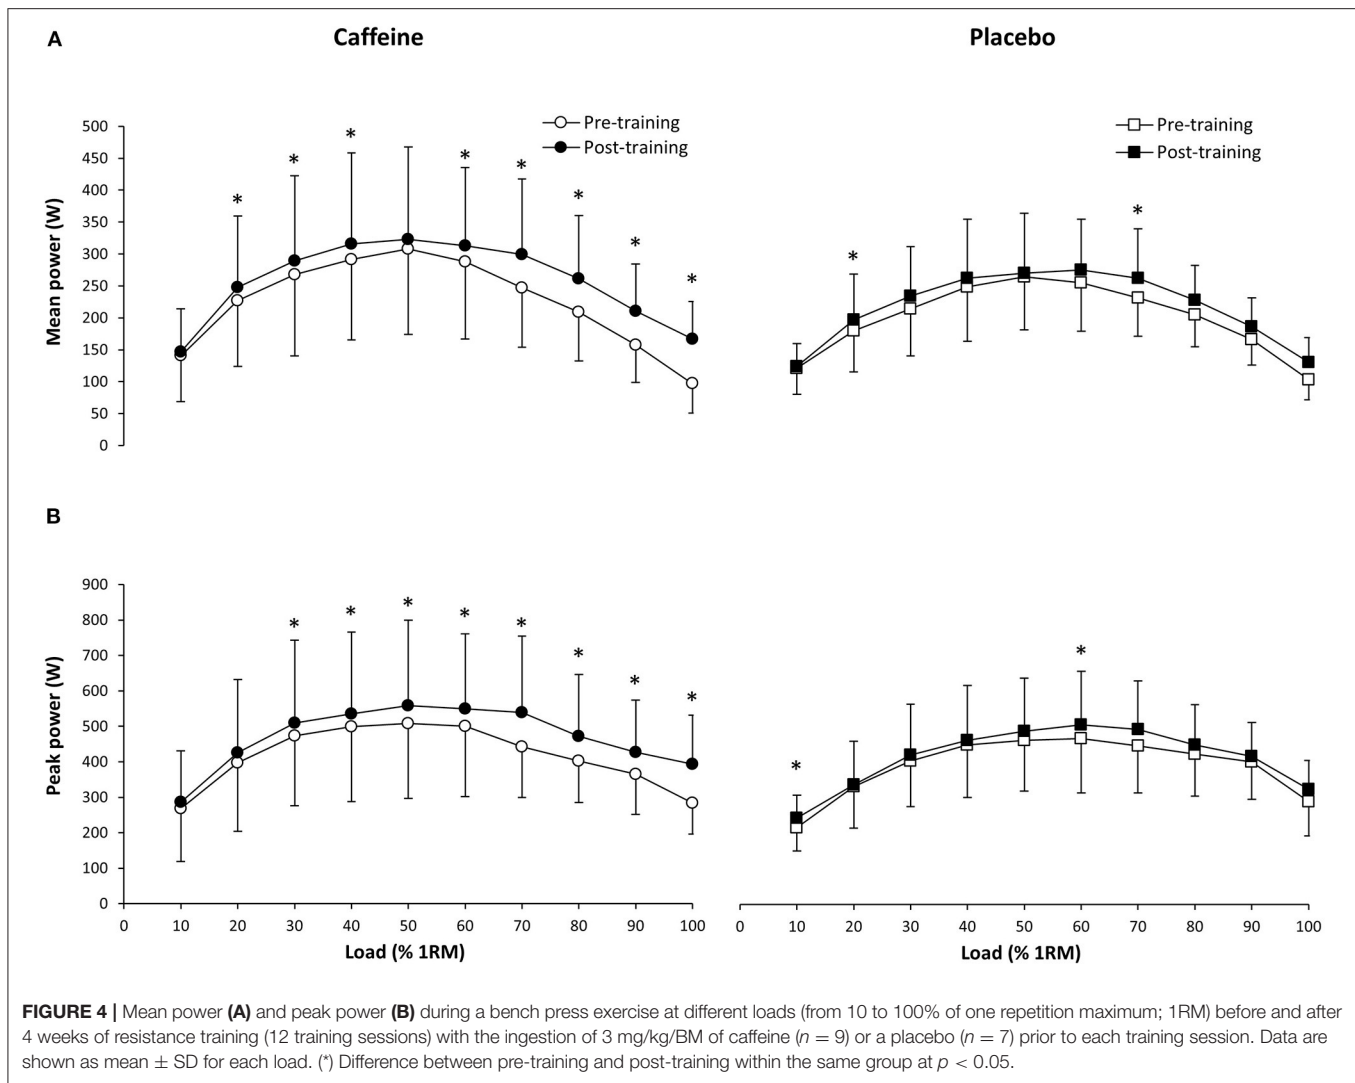 A
Caffeine
Placebo
Pre-training
Post-training
Pre-training
Post-training
Mean power (W)
500
450
400
350
300
250
200
150
100
50
0
* * * * * * * *
* *
B
Peak power (W)
900
800
700
600
500
400
300
200
100
0
* * * * * * * *
* *
0 10 20 30 40 50 60 70 80 90 100
0 10 20 30 40 50 60 70 80 90 100
Load (% 1RM)
Load (% 1RM)
FIGURE 4 | Mean power (A) and peak power (B) during a bench press exercise at different loads (from 10 to 100% of one repetition maximum; 1RM) before and after
4 weeks of resistance training (12 training sessions) with the ingestion of 3 mg/kg/BM of caffeine (n = 9) or a placebo (n = 7) prior to each training session. Data are
shown as mean ± SD for each load. (*) Difference between pre-training and post-training within the same group at p < 0.05.